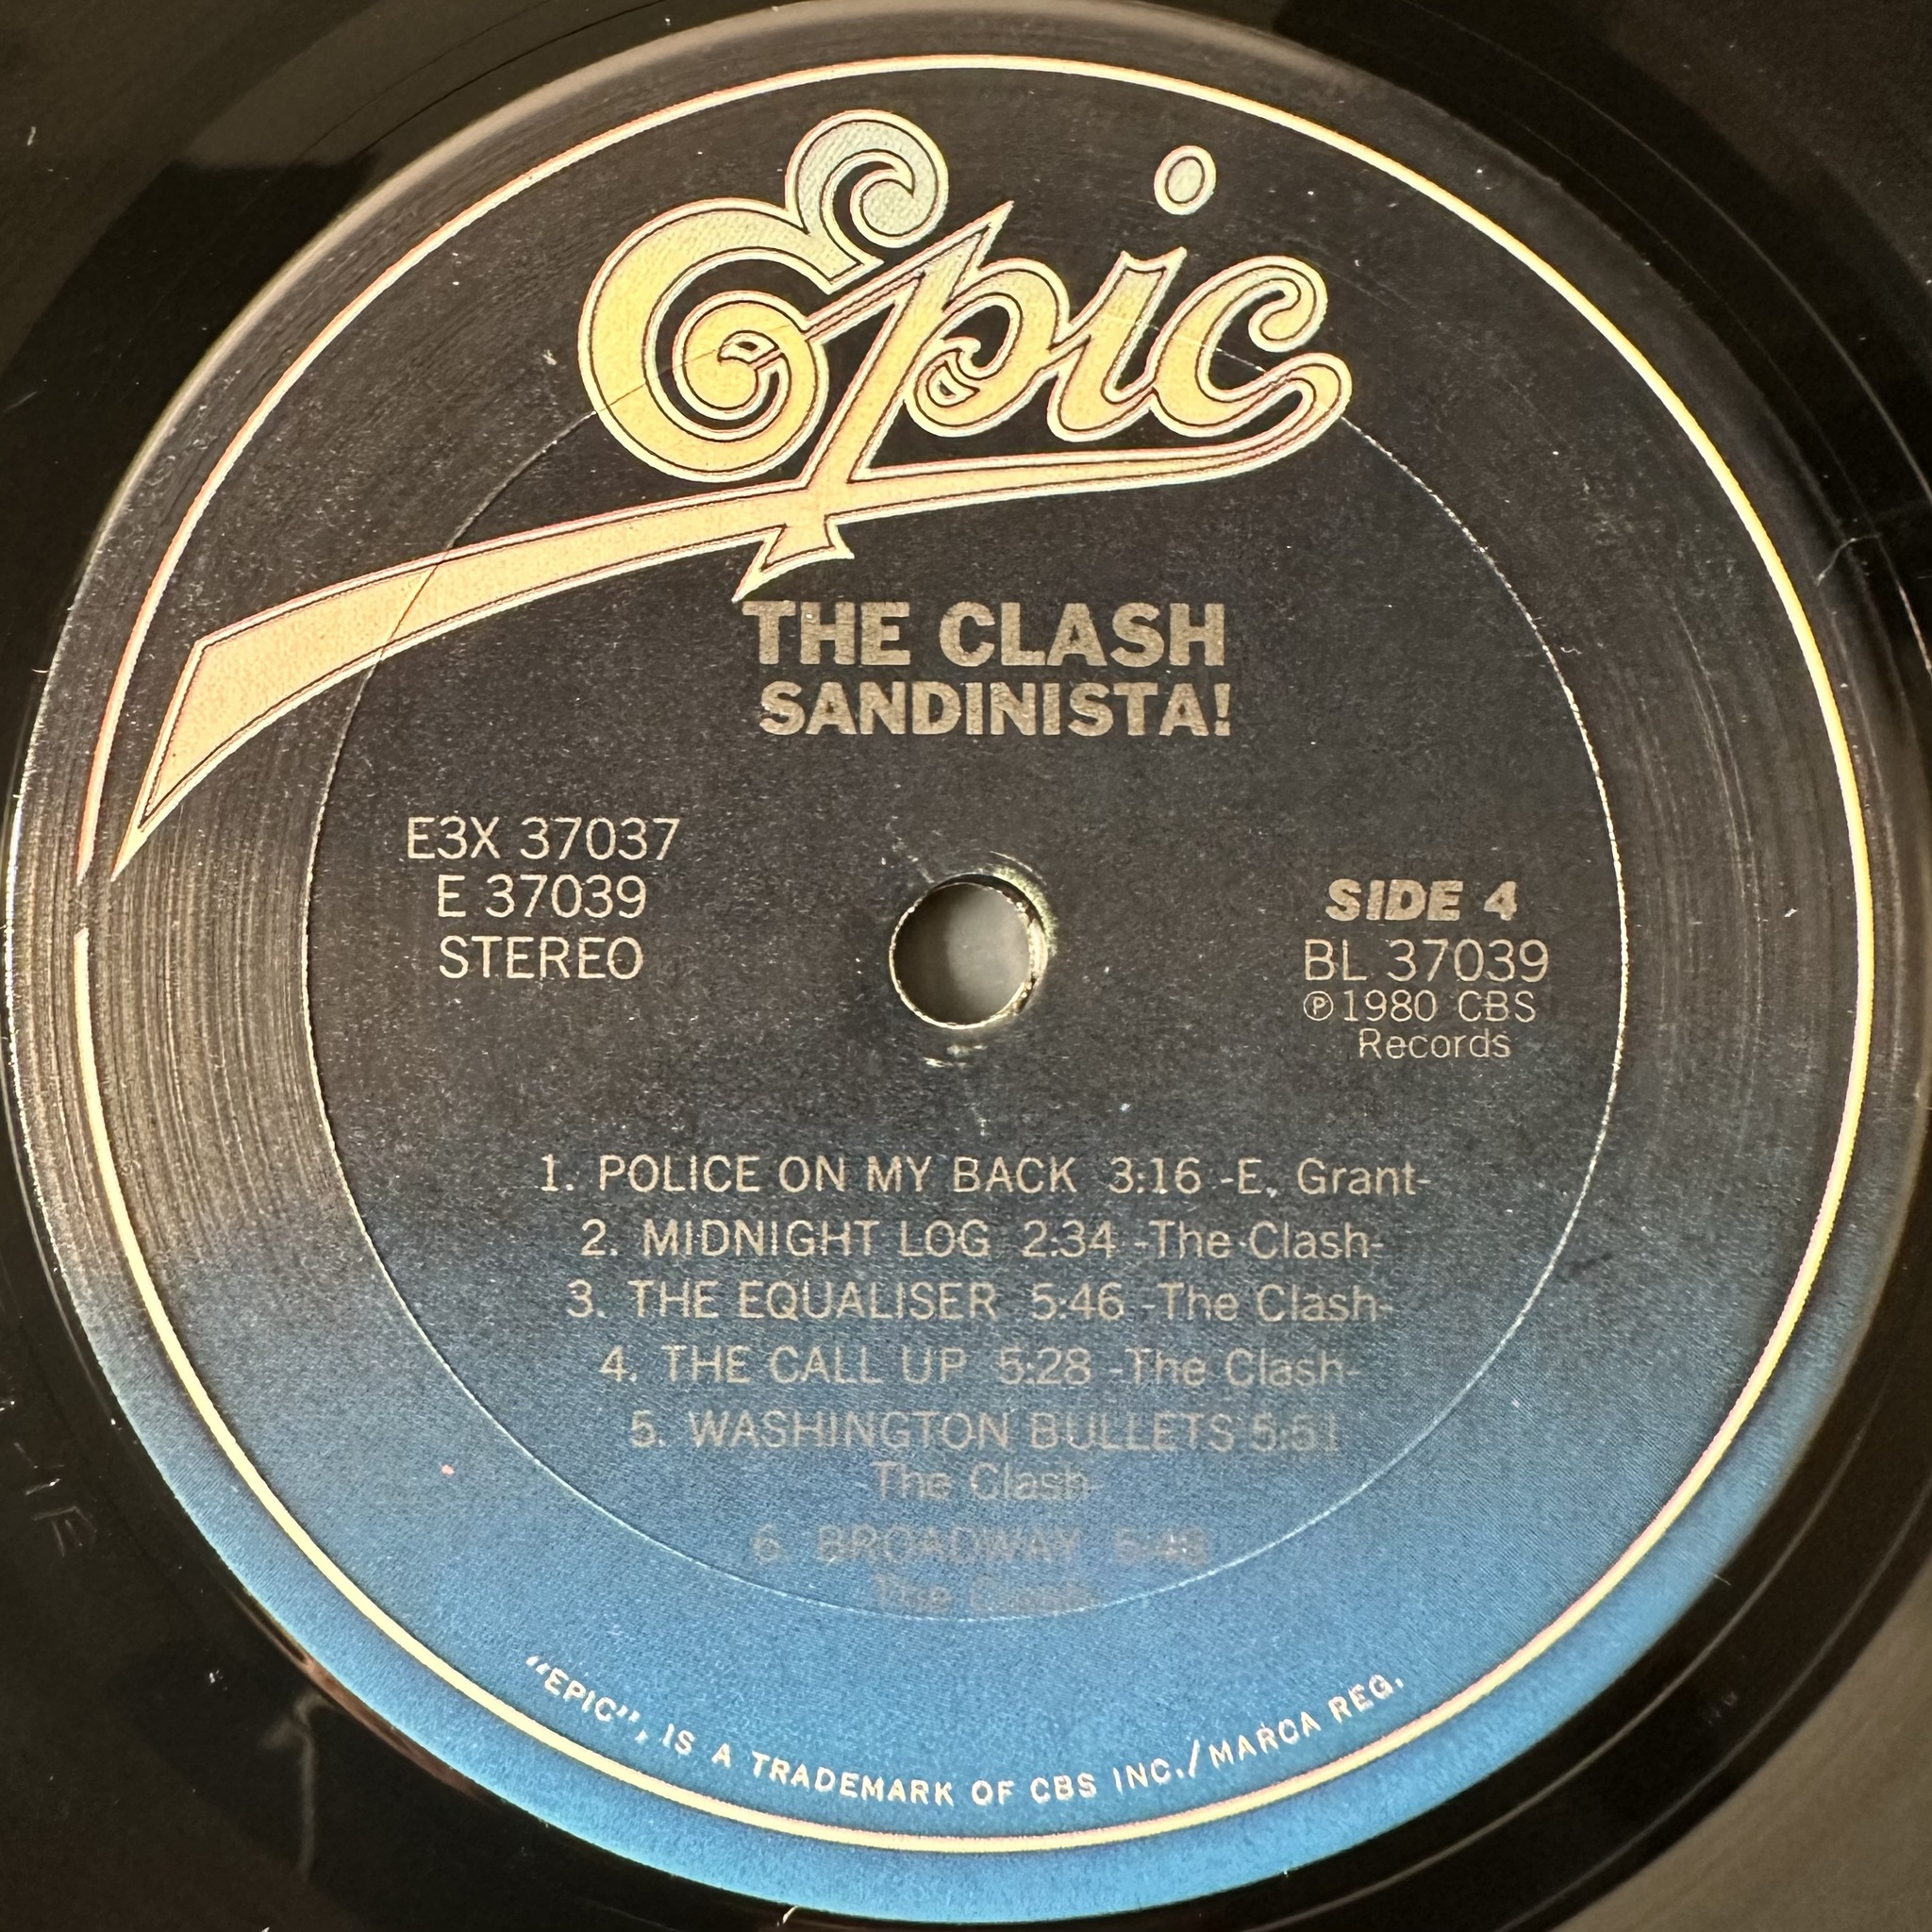 Epic
THE CLASH
SANDINISTA!
E3X 37037
E 37039
STEREO
SIDE 4
BL 37039
℗1980 CBS
Records
1. POLICE ON MY BACK 3:16 -E. Grant-
2. MIDNIGHT LOG 2:34 -The Clash-
3. THE EQUALISER 5:46 -The Clash-
4. THE CALL UP 5:28 -The Clash-
5. WASHINGTON BULLETS 5:51
The Clash-
6. BROADWAY
The Clash-
"EPIC", IS A TRADEMARK OF CBS INC./MARCA REG.